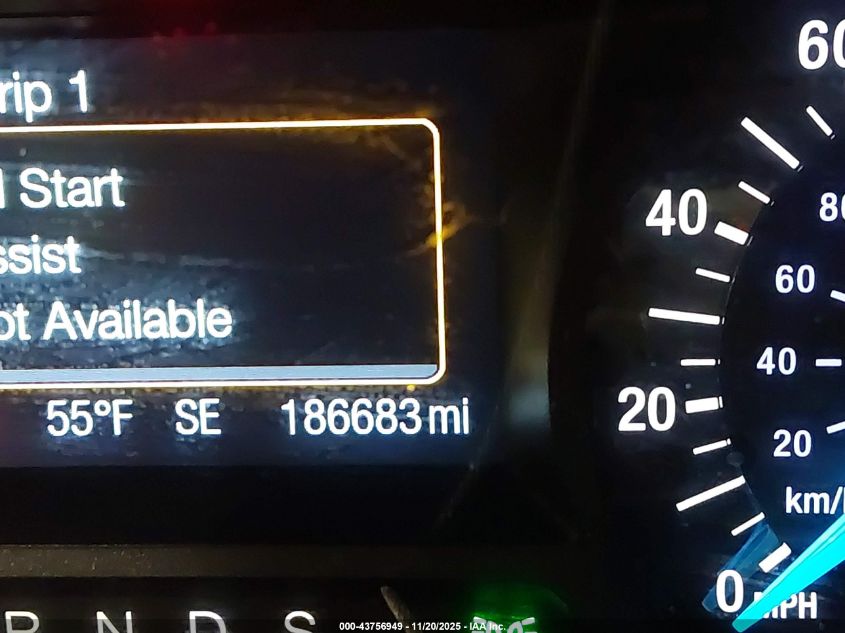 rip 1
Start
ssist
ot Available
55°F SE 186683 mi
60
40
20
0 MPH
80
60
40
20
km/
R N D S
000-43756949 - 11/20/2025 - IAA Inc.